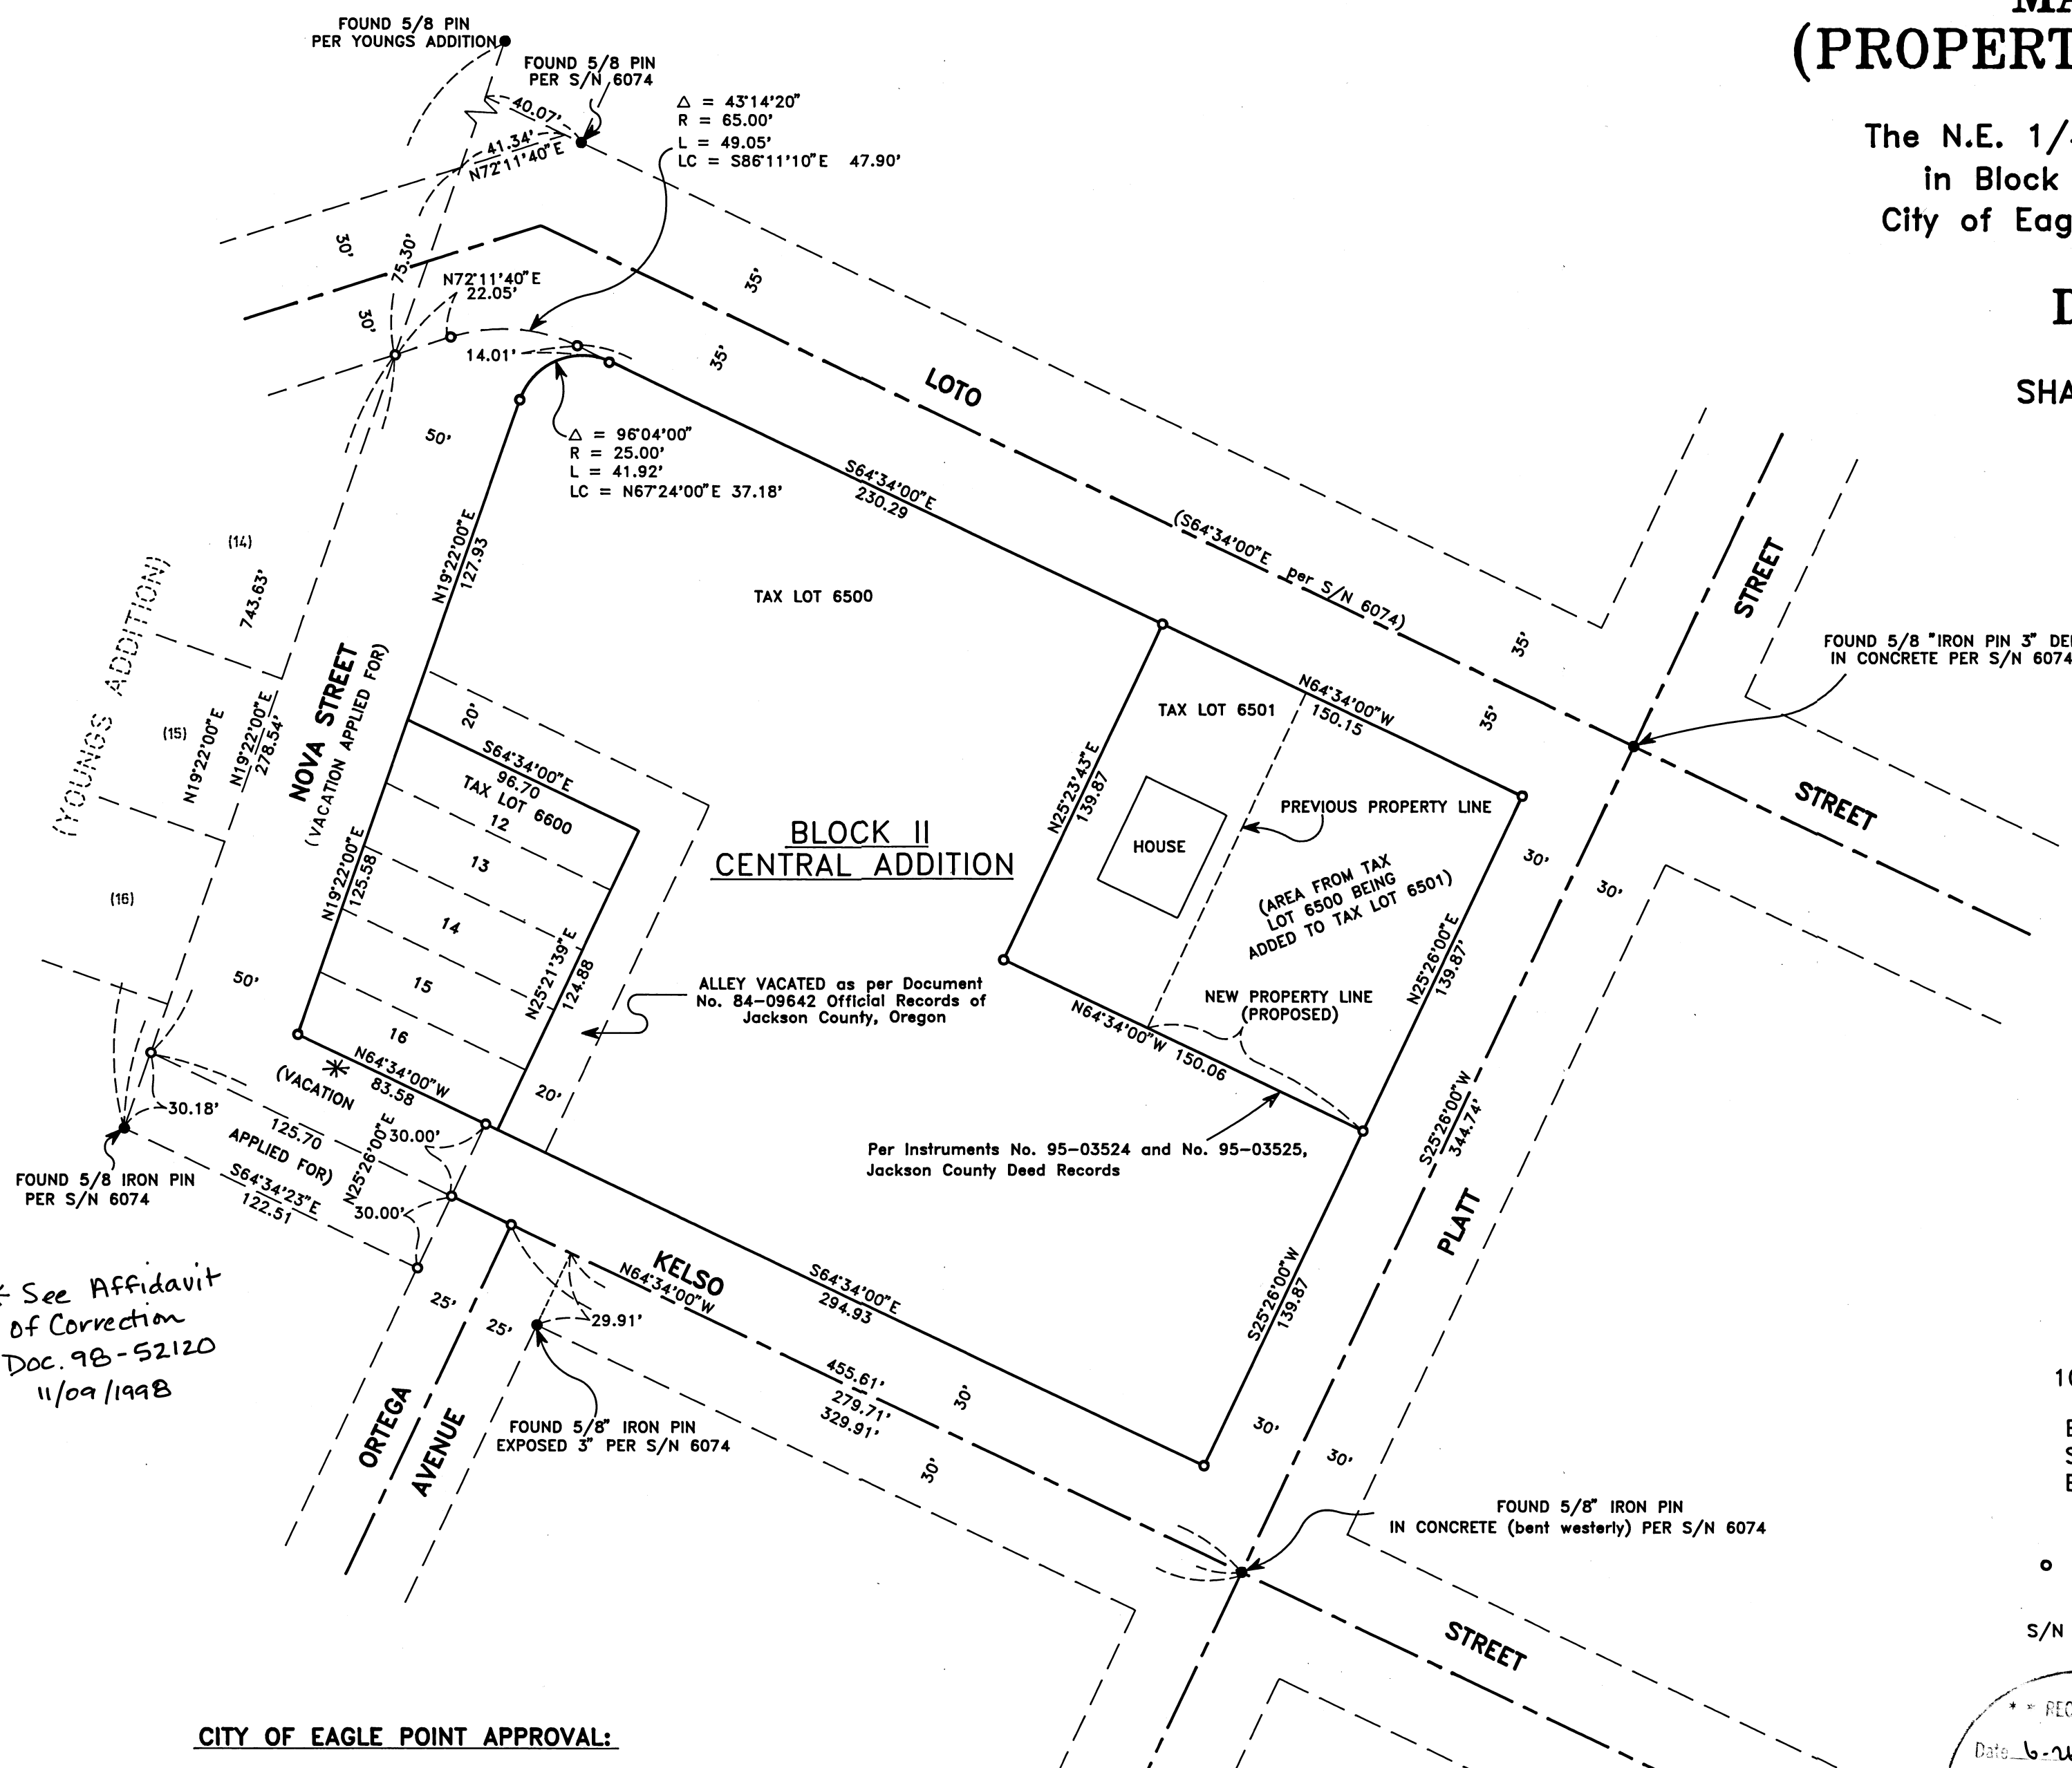 FOUND 5/8 PIN
PER YOUNGS ADDITION
FOUND 5/8 PIN
PER S/N 6074
40.07'
41.34'
N72°11'40"E
△ = 43°14'20"
R = 65.00'
L = 49.05'
LC = S86°11'10"E 47.90'
(PROPERT
The N.E. 1/
in Block
City of Eag
D
SHA
30'
75.30'
30'
N72°11'40"E
22.05'
14.01'
35'
35'
LOTO
50'
△ = 96°04'00"
R = 25.00'
L = 41.92'
LC = N67°24'00"E 37.18'
S64°34'00"E
230.29
(S64°34'00"E per S/N 6074)
STREET
35'
35'
FOUND 5/8 "IRON PIN 3" DE
IN CONCRETE PER S/N 6074
(14)
743.63'
N19°22'00"E
127.93
TAX LOT 6500
(YOUNGS ADDITION)
(15)
N19°22'00"E
N19°22'00"E
278.54'
NOVA STREET
(VACATION APPLIED FOR)
20'
S64°34'00"E
96.70
TAX LOT 6600
12
13
14
15
16
N19°22'00"E
125.58
N25°21'39"E
124.88
BLOCK II
CENTRAL ADDITION
TAX LOT 6501
N64°34'00"W
150.15
N25°23'43"E
139.87
HOUSE
PREVIOUS PROPERTY LINE
(AREA FROM TAX
LOT 6500 BEING
ADDED TO TAX LOT 6501)
N25°26'00"E
139.87'
30'
30'
STREET
(16)
50'
ALLEY VACATED as per Document
No. 84-09642 Official Records of
Jackson County, Oregon
NEW PROPERTY LINE
(PROPOSED)
N64°34'00"W 150.06
Per Instruments No. 95-03524 and No. 95-03525,
Jackson County Deed Records
S25°26'00"W
344.74'
PLATT
N64°34'00"W
83.58
20'
(VACATION
APPLIED FOR)
30.18'
125.70
N25°26'00"E
30.00'
30.00'
FOUND 5/8 IRON PIN
PER S/N 6074
S64°34'23"E
122.51
See Affidavit
of Correction
Doc. 98-52120
11/09/1998
25'
25'
29.91'
KELSO
N64°34'00"W
S64°34'00"E
294.93
S25°26'00"W
139.87
455.61'
279.71'
329.91'
30'
30'
30'
30'
ORTEGA
AVENUE
FOUND 5/8" IRON PIN
EXPOSED 3" PER S/N 6074
FOUND 5/8" IRON PIN
IN CONCRETE (bent westerly) PER S/N 6074
STREET
S/N
* * REC
Date 6-2
CITY OF EAGLE POINT APPROVAL: